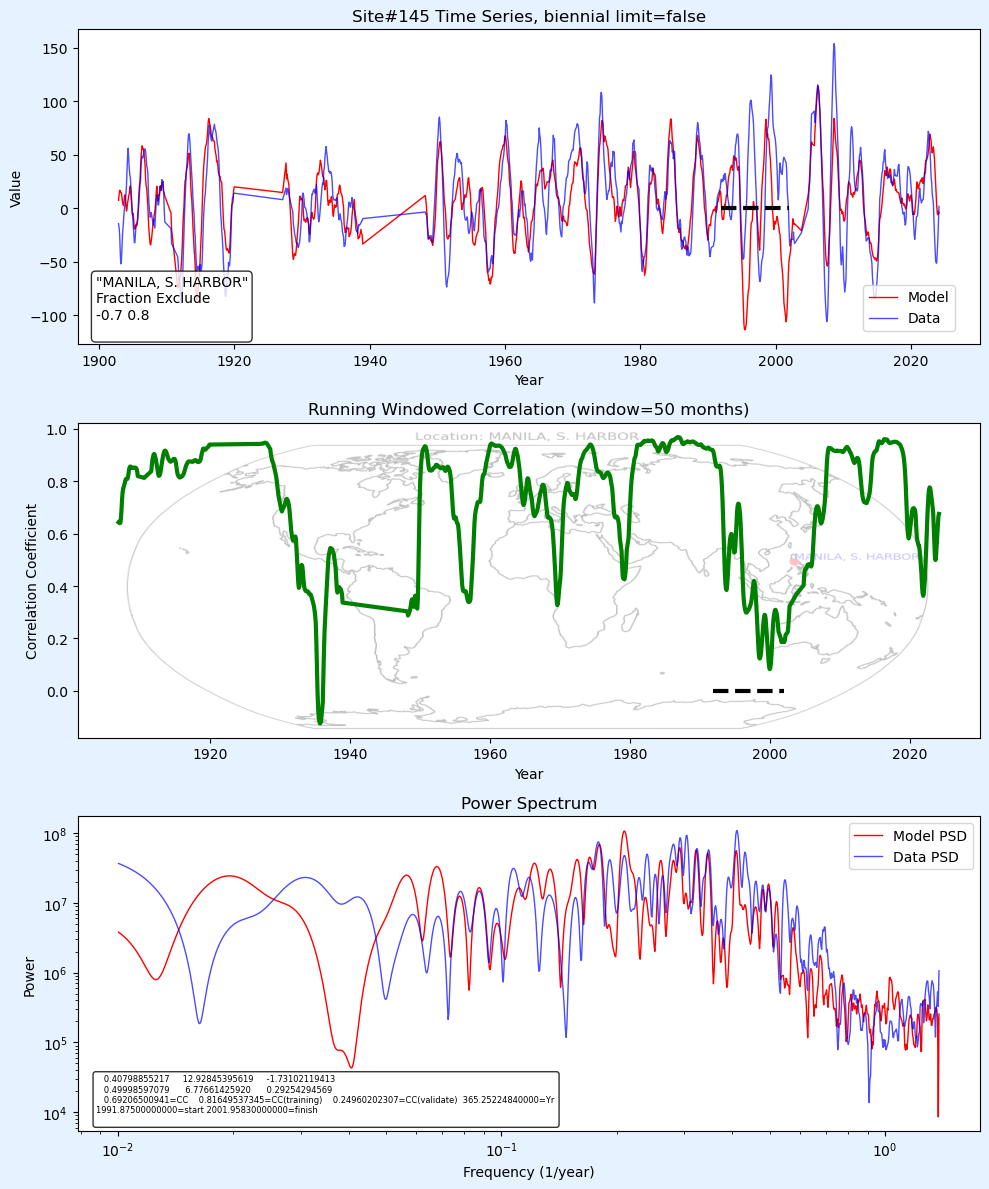 Site#145 Time Series, biennial limit=false
Value
150
100
50
0
−50
−100
"MANILA, S. HARBOR"
Fraction Exclude
-0.7 0.8
Model
Data
1900 1920 1940 1960 1980 2000 2020
Year
Running Windowed Correlation (window=50 months)
Location: MANILA, S. HARBOR
MANILA, S. HARBOR
Correlation Coefficient
1.0
0.8
0.6
0.4
0.2
0.0
1920 1940 1960 1980 2000 2020
Year
Power Spectrum
Model PSD
Data PSD
Power
10^8
10^7
10^6
10^5
10^4
0.40798855217 12.92845395619 -1.73102119413
0.49998597079 6.77661425920 0.29254294569
0.69206500941=CC 0.81649537345=CC(training) 0.24960202307=CC(validate) 365.25224840000=Yr
1991.87500000000=start 2001.95830000000=finish
10^−2 10^−1 10^0
Frequency (1/year)